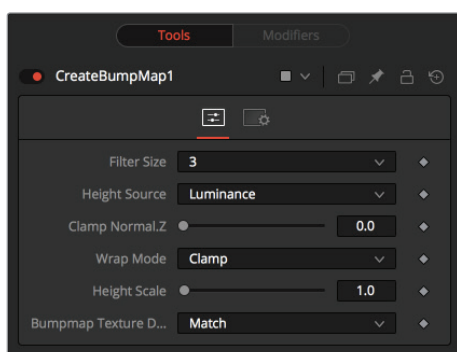 Tools Modifiers
CreateBumpMap1
Filter Size 3
Height Source Luminance
Clamp Normal.Z 0.0
Wrap Mode Clamp
Height Scale 1.0
Bumpmap Texture D... Match